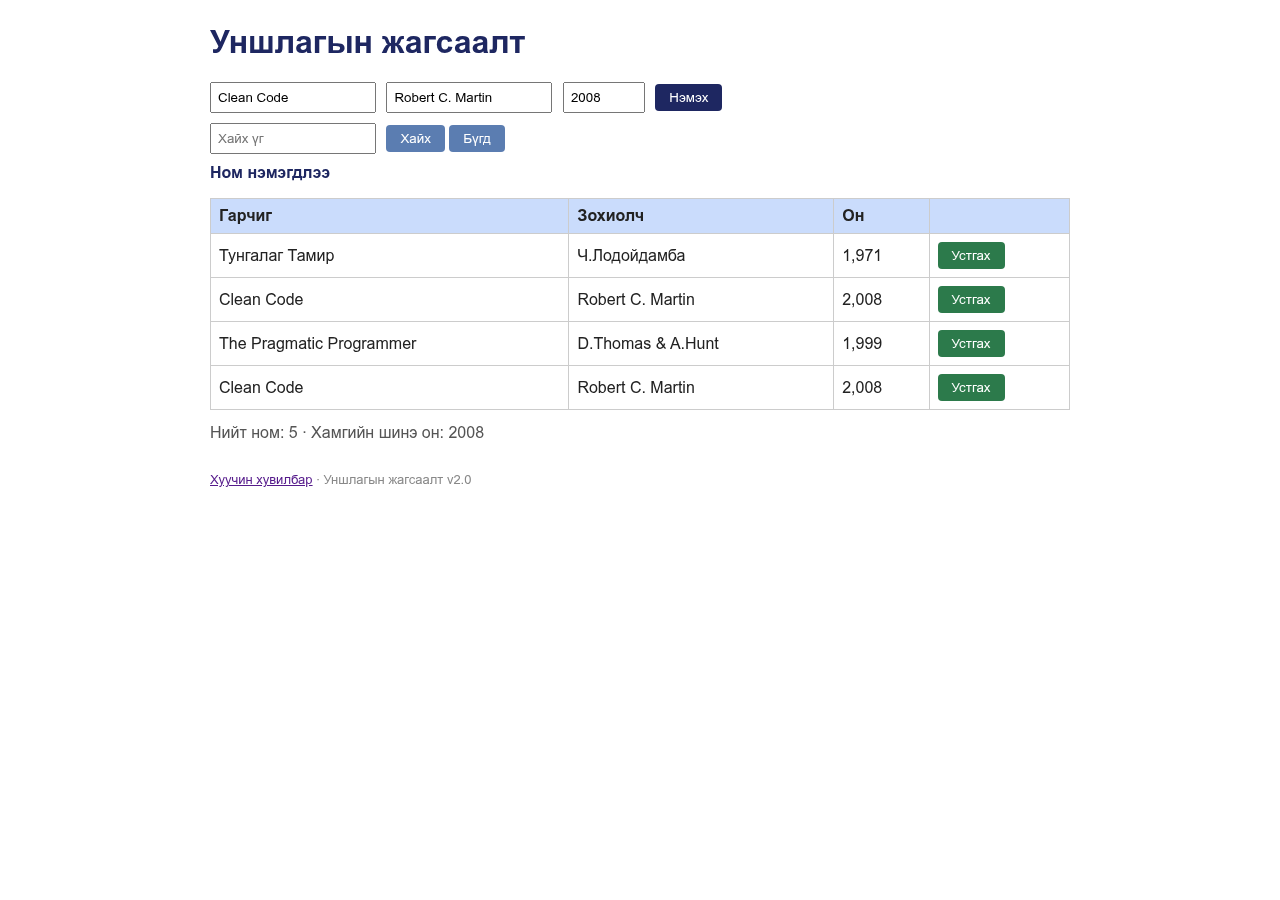 Уншлагын жагсаалт
Clean Code Robert C. Martin 2008 Нэмэх
Хайх үг Хайх Бүгд
Ном нэмэгдлээ
Гарчиг Зохиолч Он
Тунгалаг Тамир Ч.Лодойдамба 1,971 Устгах
Clean Code Robert C. Martin 2,008 Устгах
The Pragmatic Programmer D.Thomas & A.Hunt 1,999 Устгах
Clean Code Robert C. Martin 2,008 Устгах
Нийт ном: 5 · Хамгийн шинэ он: 2008
Хуучин хувилбар · Уншлагын жагсаалт v2.0